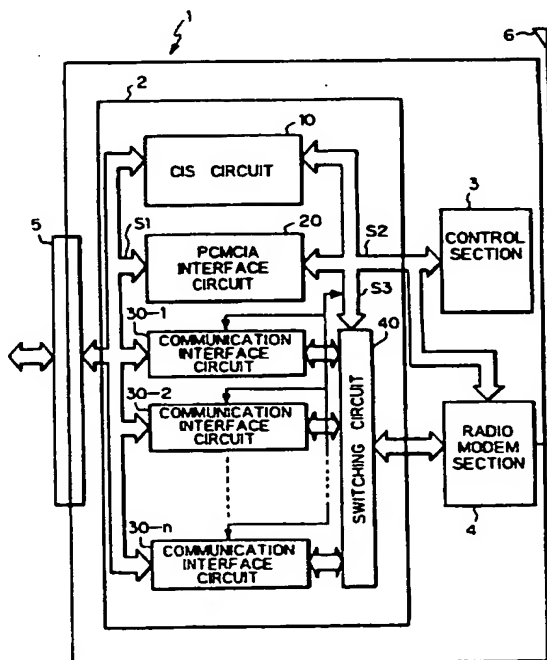 1
6
2
10
CIS CIRCUIT
3
CONTROL
SECTION
5
S1
20
PCMCIA
INTERFACE
CIRCUIT
S2
S3
30-1
40
COMMUNICATION
INTERFACE
CIRCUIT
30-2
COMMUNICATION
INTERFACE
CIRCUIT
SWITCHING CIRCUIT
RADIO
MODEM
SECTION
4
30-n
COMMUNICATION
INTERFACE
CIRCUIT